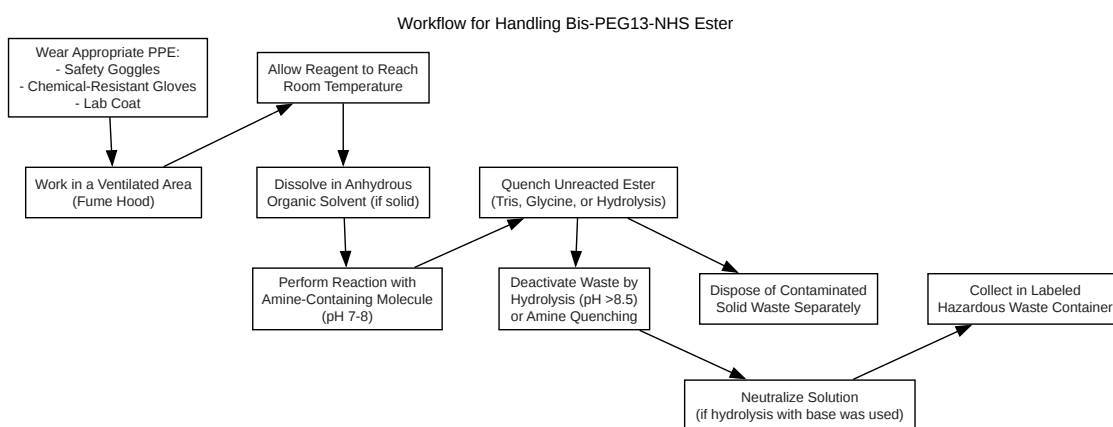 Workflow for Handling Bis-PEG13-NHS Ester
Wear Appropriate PPE:
- Safety Goggles
- Chemical-Resistant Gloves
- Lab Coat
Work in a Ventilated Area
(Fume Hood)
Allow Reagent to Reach
Room Temperature
Dissolve in Anhydrous
Organic Solvent (if solid)
Perform Reaction with
Amine-Containing Molecule
(pH 7-8)
Quench Unreacted Ester
(Tris, Glycine, or Hydrolysis)
Deactivate Waste by
Hydrolysis (pH >8.5)
or Amine Quenching
Dispose of Contaminated
Solid Waste Separately
Neutralize Solution
(if hydrolysis with base was used)
Collect in Labeled
Hazardous Waste Container